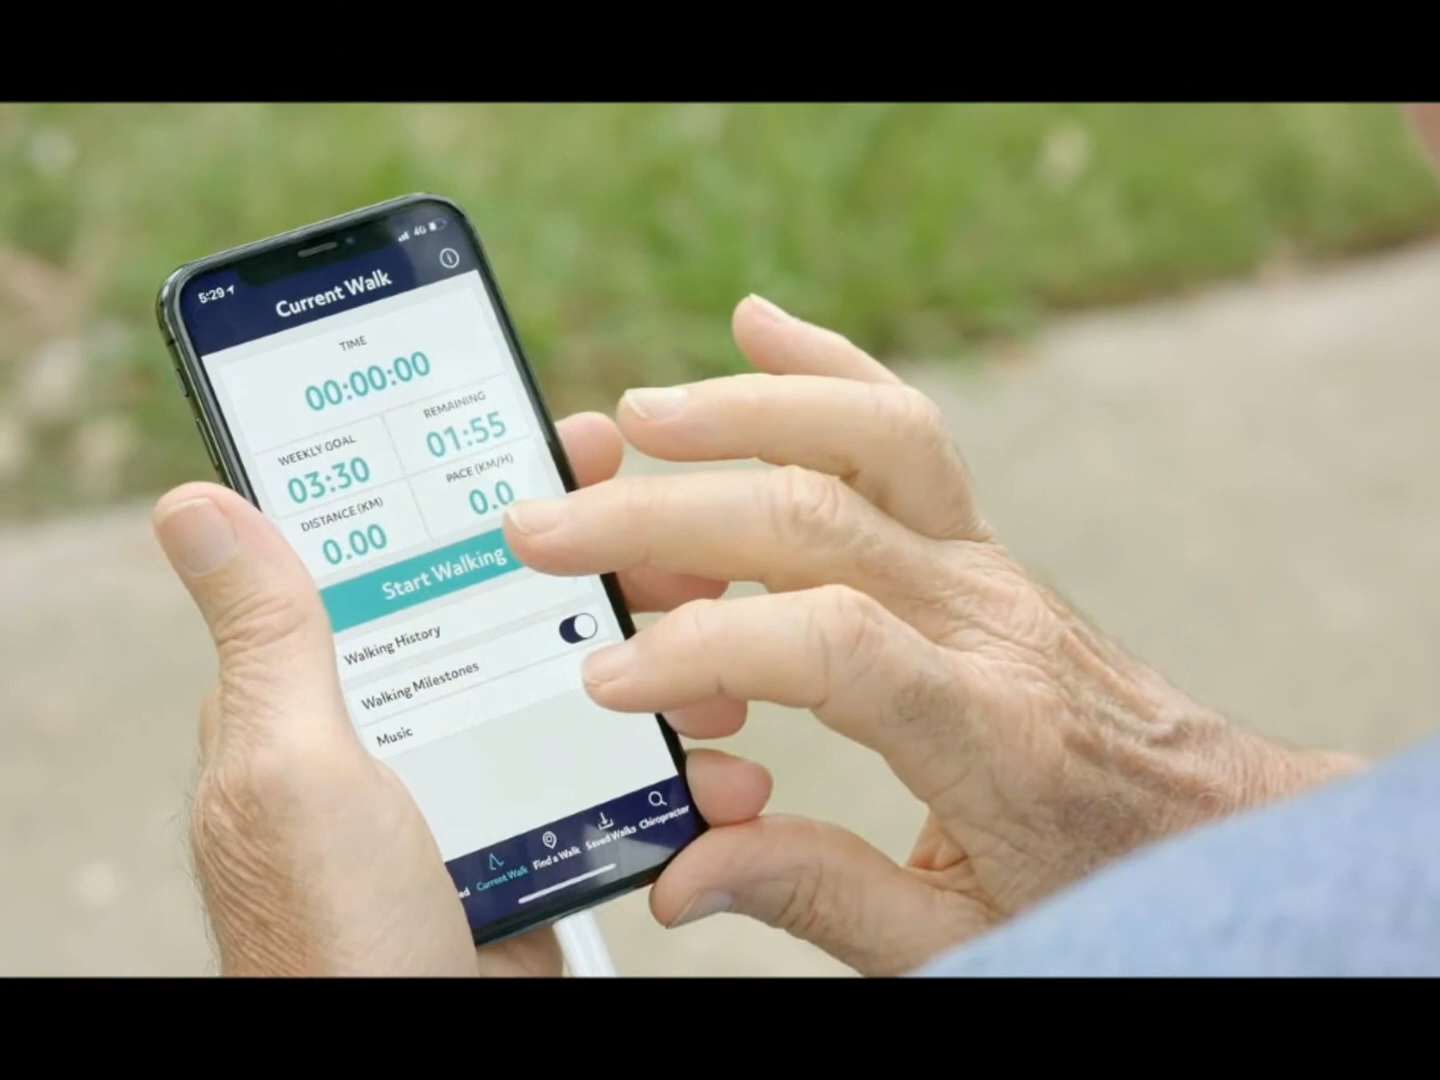 5:29
4G
Current Walk
TIME
00:00:00
WEEKLY GOAL
REMAINING
03:30
01:55
DISTANCE (KM)
PACE (KM/H)
0.00
0.0
Start Walking
Walking History
Walking Milestones
Music
Current Walk
Find a Walk
Saved Walks
Chiropractor